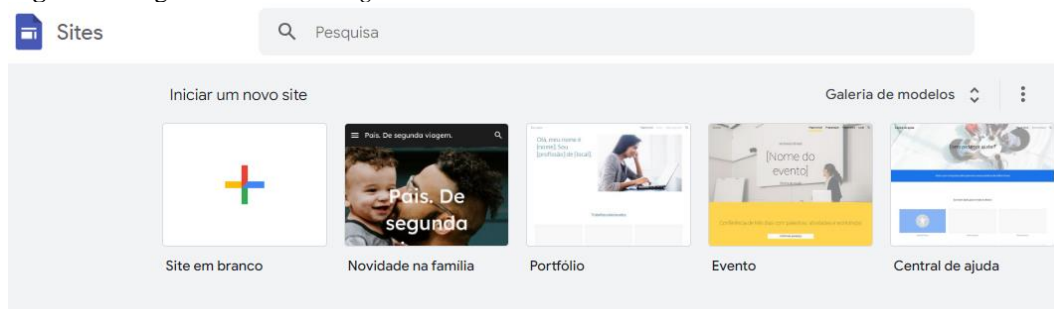 Sites
Pesquisa
Iniciar um novo site
Galeria de modelos
Pais. De segunda viagem.
Pais. De
segunda
Olá, meu nome é
[nome]. Sou
[profissão] de [local].
[Nome do
evento]
Site em branco
Novidade na família
Portfólio
Evento
Central de ajuda